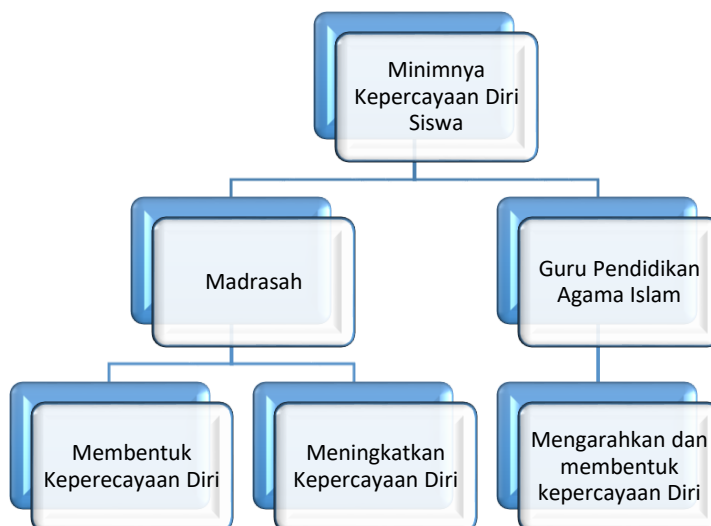 Minimnya
Kepercayaan Diri
Siswa
Madrasah
Guru Pendidikan
Agama Islam
Membentuk
Keperecayaan Diri
Meningkatkan
Kepercayaan Diri
Mengarahkan dan
membentuk
kepercayaan Diri